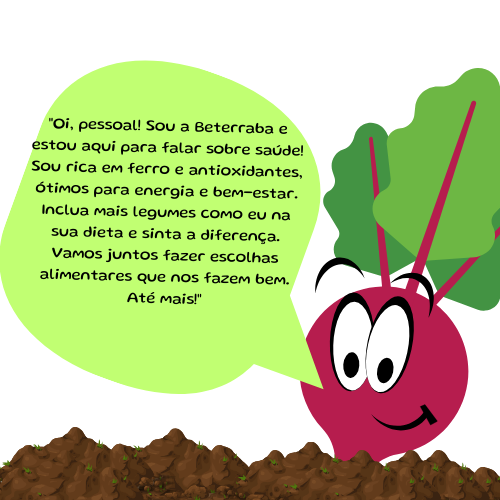 "Oi, pessoal! Sou a Beterraba e
estou aqui para falar sobre saúde!
Sou rica em ferro e antioxidantes,
ótimos para energia e bem-estar.
Inclua mais legumes como eu na
sua dieta e sinta a diferença.
Vamos juntos fazer escolhas
alimentares que nos fazem bem.
Até mais!"